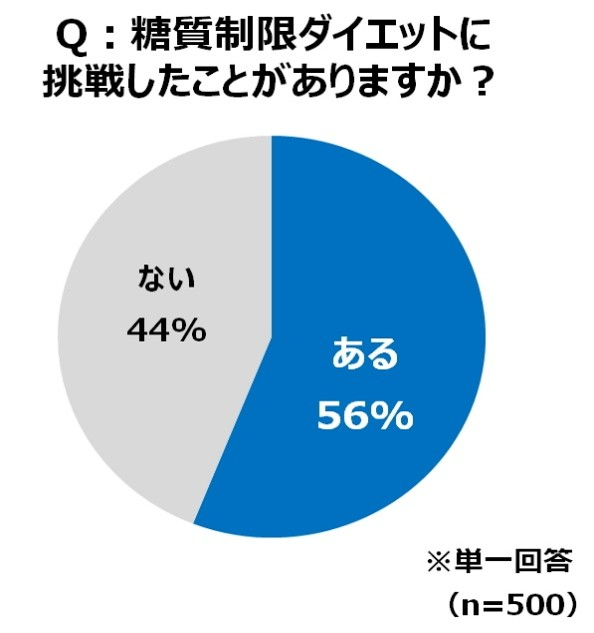 Q：糖質制限ダイエットに
挑戦したことがありますか？
ない
44%
ある
56%
※単一回答
（n=500）